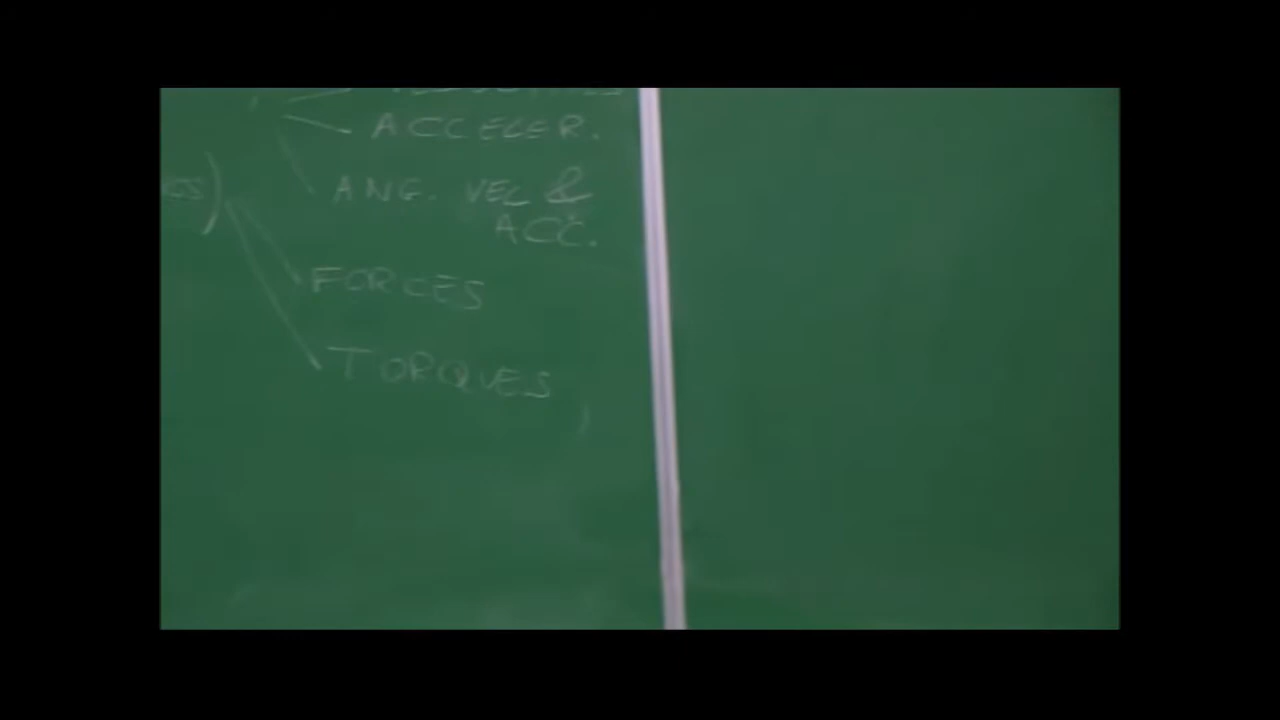 ACCELER.
ANG. VEL &
ACC.
FORCES
TORQUES